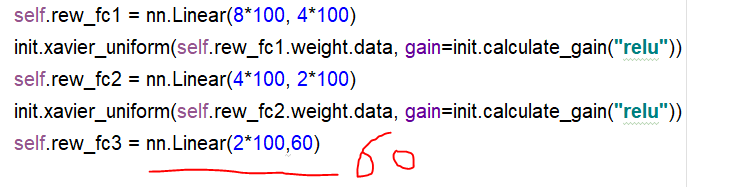 self.rew_fc1 = nn.Linear(8*100, 4*100)
init.xavier_uniform(self.rew_fc1.weight.data, gain=init.calculate_gain("relu"))
self.rew_fc2 = nn.Linear(4*100, 2*100)
init.xavier_uniform(self.rew_fc2.weight.data, gain=init.calculate_gain("relu"))
self.rew_fc3 = nn.Linear(2*100,60)
60